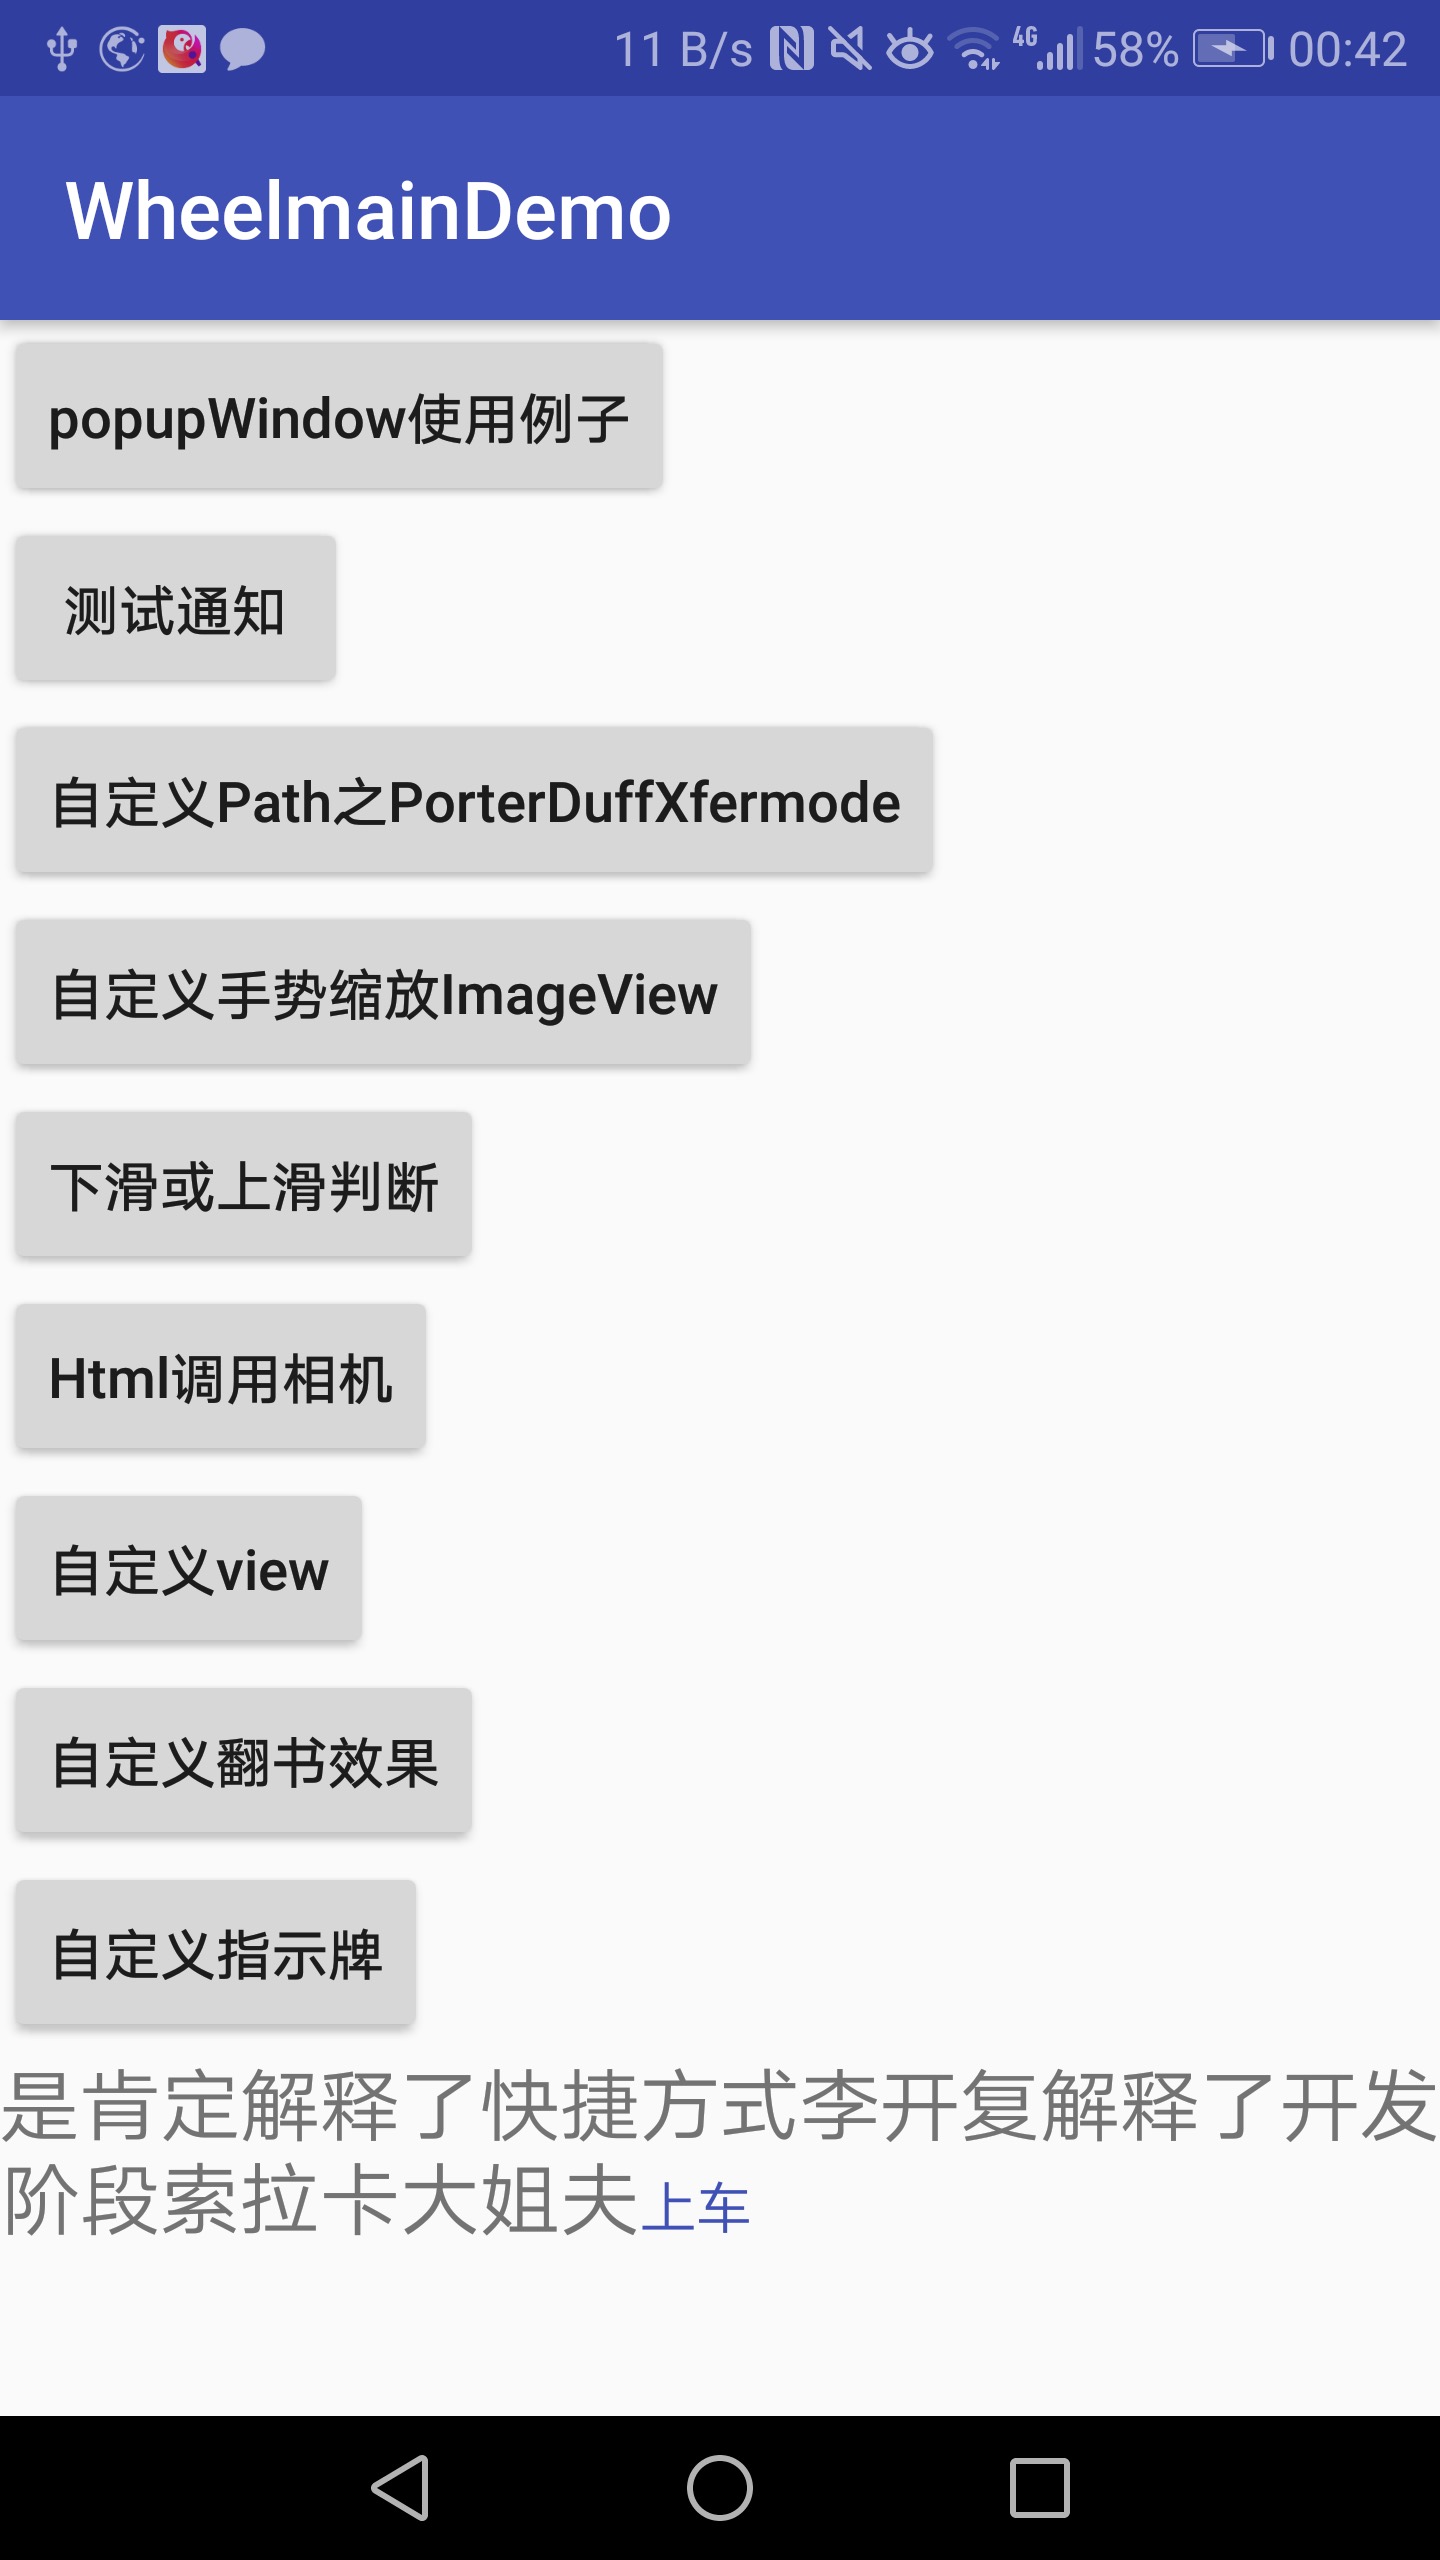 11 B/s 4G 58% 00:42
WheelmainDemo
popupWindow使用例子
测试通知
自定义Path之PorterDuffXfermode
自定义手势缩放ImageView
下滑或上滑判断
Html调用相机
自定义view
自定义翻书效果
自定义指示牌
是肯定解释了快捷方式李开复解释了开发
阶段索拉卡大姐夫上车